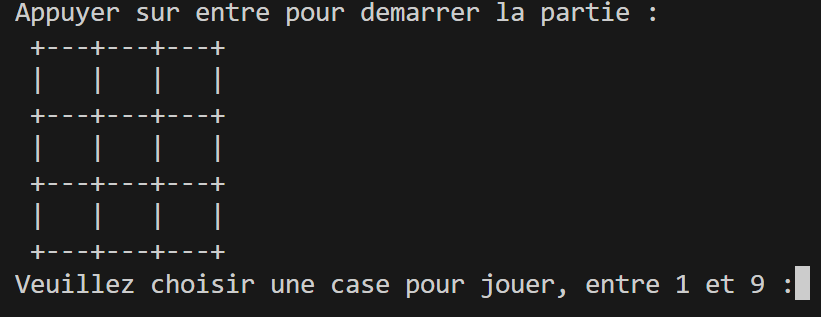 Appuyer sur entre pour demarrer la partie :
+---+---+---+
|   |   |   |
+---+---+---+
|   |   |   |
+---+---+---+
|   |   |   |
+---+---+---+
Veuillez choisir une case pour jouer, entre 1 et 9 :